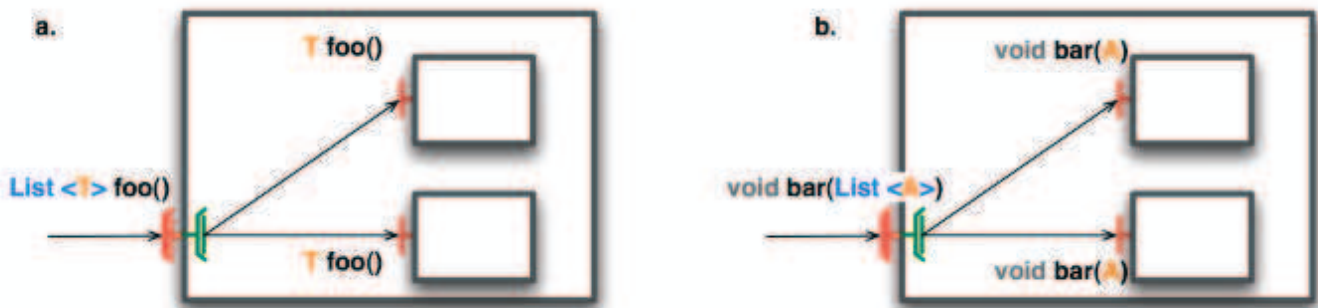 a.
T foo()
List <T> foo()
T foo()
b.
void bar(A)
void bar(List <A>)
void bar(A)